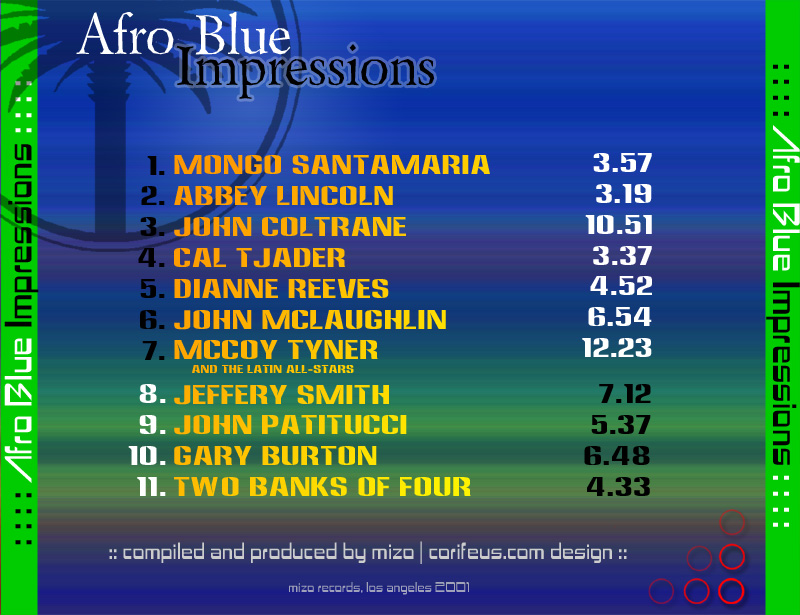 Afro Blue
Impressions
1. MONGO SANTAMARIA 3.57
2. ABBEY LINCOLN 3.19
3. JOHN COLTRANE 10.51
4. CAL TJADER 3.37
5. DIANNE REEVES 4.52
6. JOHN MCLAUGHLIN 6.54
7. MCCOY TYNER 12.23
AND THE LATIN ALL-STARS
8. JEFFERY SMITH 7.12
9. JOHN PATITUCCI 5.37
10. GARY BURTON 6.48
11. TWO BANKS OF FOUR 4.33
:: compiled and produced by mizo | corifeus.com design ::
mizo records, los angeles 2001
:: :: Afro Blue Impressions :: ::
:: :: Afro Blue Impressions :: ::